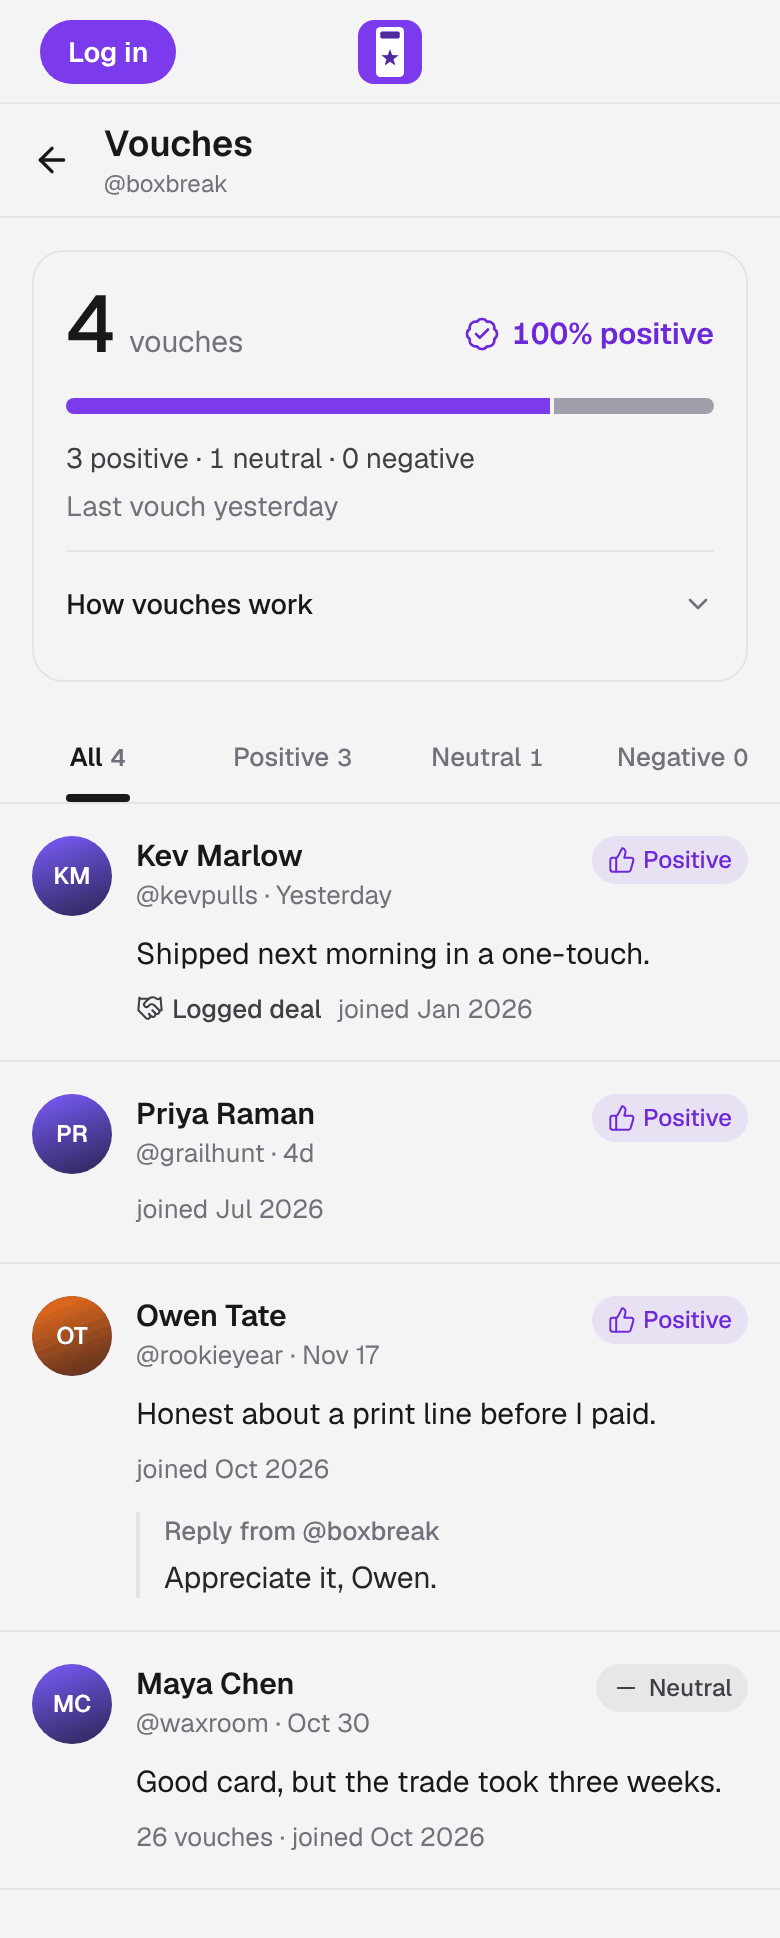 Log in
Vouches
@boxbreak
4 vouches
100% positive
3 positive · 1 neutral · 0 negative
Last vouch yesterday
How vouches work
All 4 Positive 3 Neutral 1 Negative 0
KM
Kev Marlow
Positive
@kevpulls · Yesterday
Shipped next morning in a one-touch.
Logged deal joined Jan 2026
PR
Priya Raman
Positive
@grailhunt · 4d
joined Jul 2026
OT
Owen Tate
Positive
@rookieyear · Nov 17
Honest about a print line before I paid.
joined Oct 2026
Reply from @boxbreak
Appreciate it, Owen.
MC
Maya Chen
Neutral
@waxroom · Oct 30
Good card, but the trade took three weeks.
26 vouches · joined Oct 2026